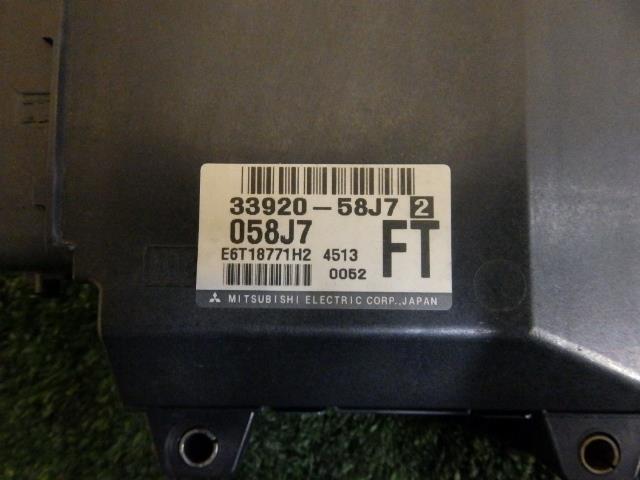 33920-58J7 2
058J7 FT
E6T18771H2 4513
0052
MITSUBISHI ELECTRIC CORP., JAPAN